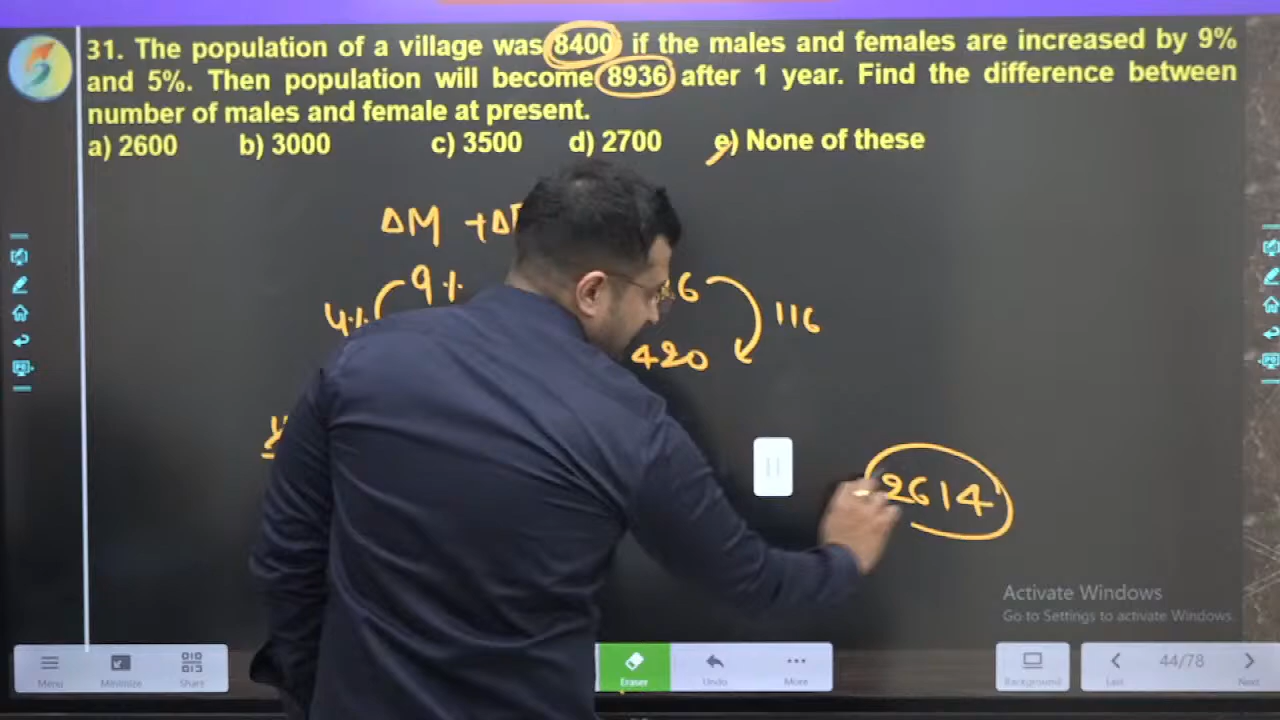 31. The population of a village was 8400 if the males and females are increased by 9%
and 5%. Then population will become 8936 after 1 year. Find the difference between
number of males and female at present.
a) 2600 b) 3000 c) 3500 d) 2700 e) None of these
ΔM +Δ
9% 6
4% 116
420
2614
Activate Windows
Go to Settings to activate Windows.
Menu Minimize Share Eraser Undo More Background Last 44/78 Next